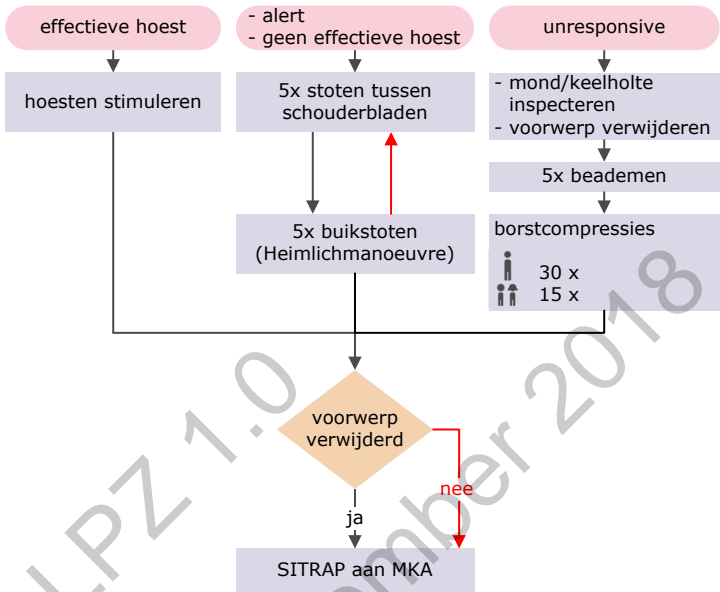 effectieve hoest
- alert
- geen effectieve hoest
unresponsive
hoesten stimuleren
5x stoten tussen
schouderbladen
- mond/keelholte
inspecteren
- voorwerp verwijderen
5x beademen
5x buikstoten
(Heimlichmanoeuvre)
borstcompressies
30 x
15 x
voorwerp
verwijderd
nee
ja
SITRAP aan MKA
LPZ 1.0
ember 2018